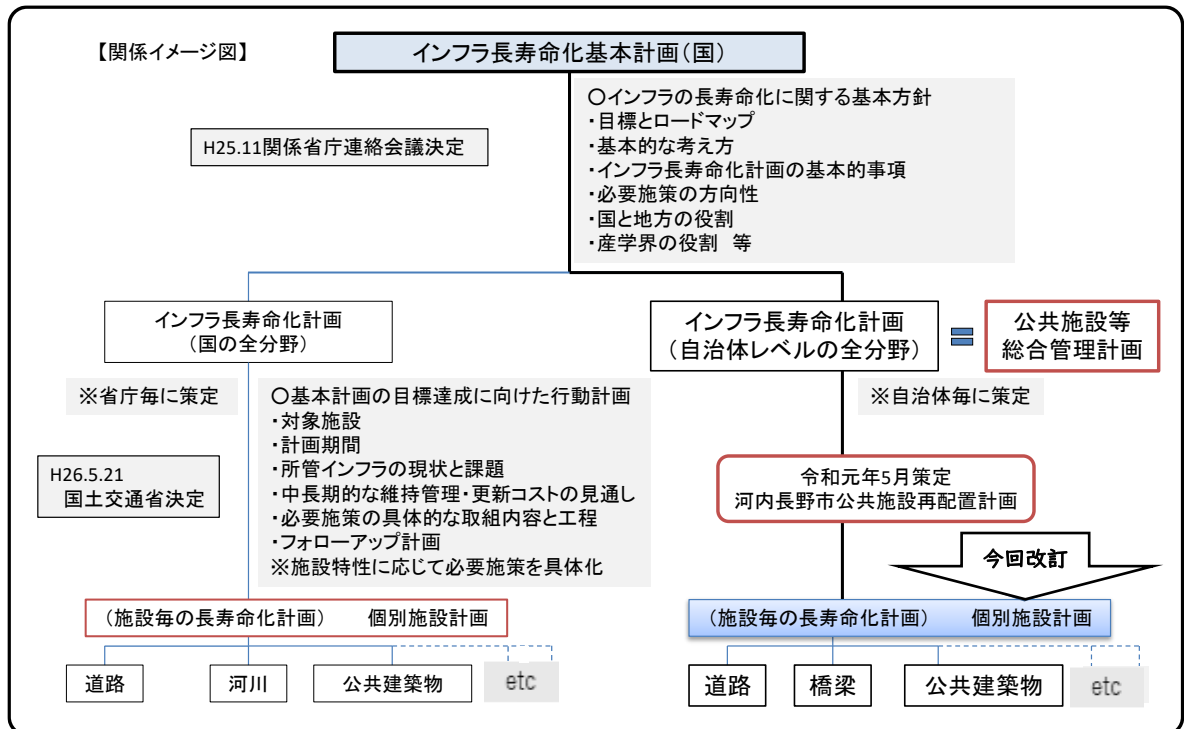 【関係イメージ図】
インフラ長寿命化基本計画(国)
H25.11関係省庁連絡会議決定
〇インフラの長寿命化に関する基本方針
・目標とロードマップ
・基本的な考え方
・インフラ長寿命化計画の基本的事項
・必要施策の方向性
・国と地方の役割
・産学界の役割　等
インフラ長寿命化計画
(国の全分野)
※省庁毎に策定
H26.5.21
国土交通省決定
〇基本計画の目標達成に向けた行動計画
・対象施設
・計画期間
・所管インフラの現状と課題
・中長期的な維持管理・更新コストの見通し
・必要施策の具体的な取組内容と工程
・フォローアップ計画
※施設特性に応じて必要施策を具体化
(施設毎の長寿命化計画)　　個別施設計画
道路
河川
公共建築物
etc
インフラ長寿命化計画
(自治体レベルの全分野)
=
公共施設等
総合管理計画
※自治体毎に策定
令和元年5月策定
河内長野市公共施設再配置計画
今回改訂
(施設毎の長寿命化計画)　　個別施設計画
道路
橋梁
公共建築物
etc